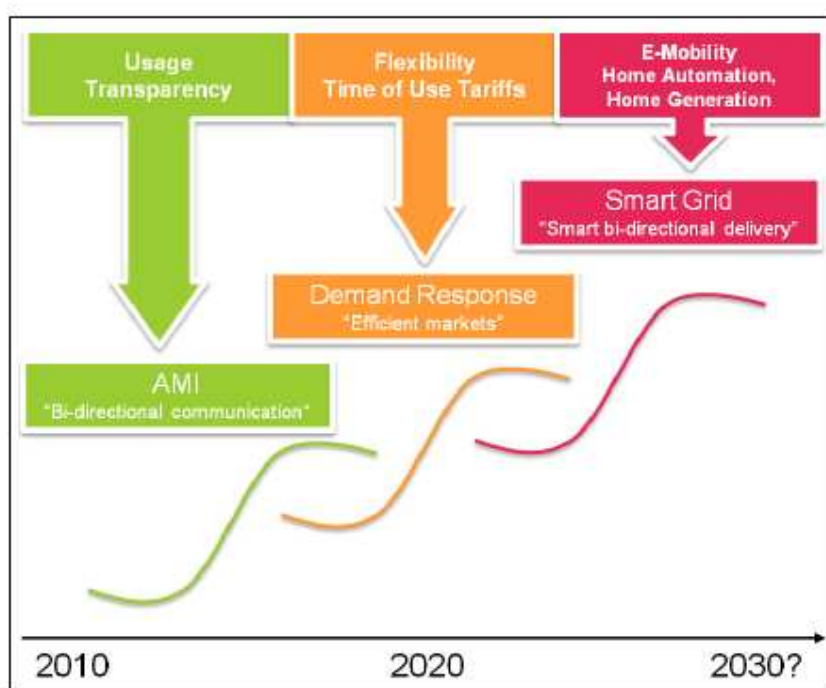 Usage
Transparency
Flexibility
Time of Use Tariffs
E-Mobility
Home Automation,
Home Generation
Smart Grid
"Smart bi-directional delivery"
Demand Response
"Efficient markets"
AMI
"Bi-directional communication"
2010
2020
2030?